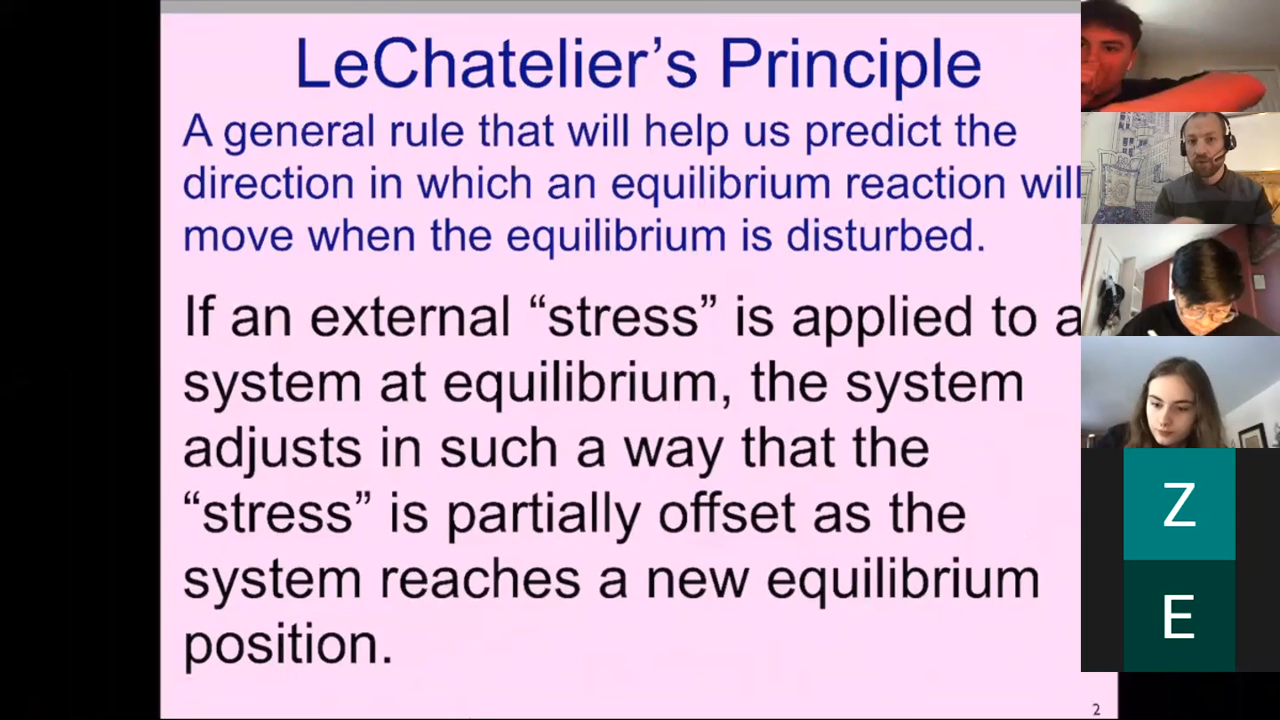 LeChatelier’s Principle
A general rule that will help us predict the
direction in which an equilibrium reaction will
move when the equilibrium is disturbed.
If an external “stress” is applied to a
system at equilibrium, the system
adjusts in such a way that the
“stress” is partially offset as the
system reaches a new equilibrium
position.
2
Z
E